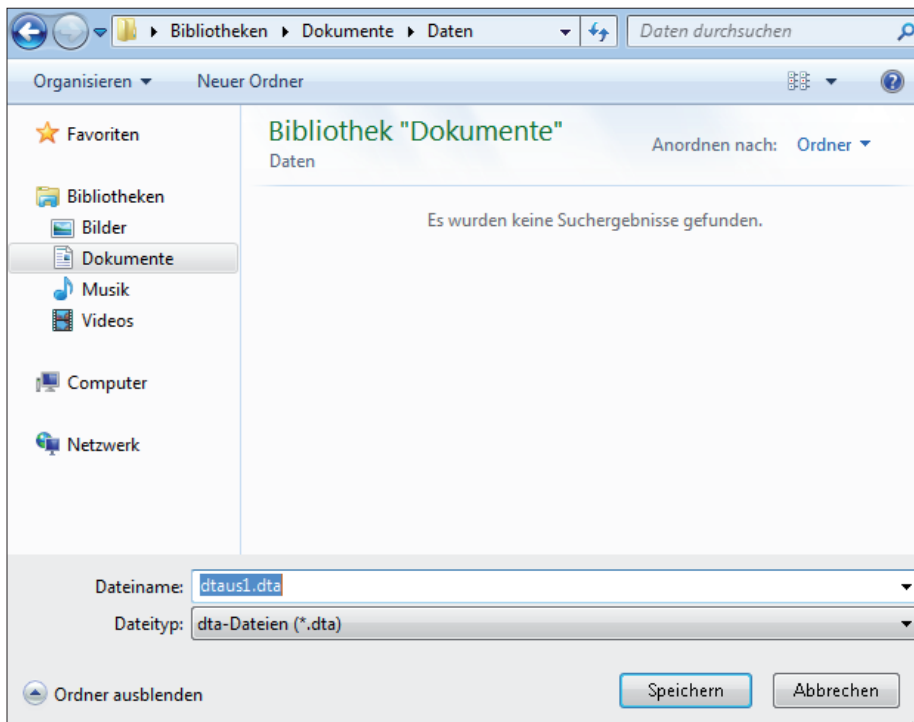 Bibliotheken Dokumente Daten Daten durchsuchen
Organisieren Neuer Ordner
Favoriten
Bibliotheken
Bilder
Dokumente
Musik
Videos
Computer
Netzwerk
Bibliothek "Dokumente"
Daten
Anordnen nach: Ordner
Es wurden keine Suchergebnisse gefunden.
Dateiname: dtaus1.dta
Dateityp: dta-Dateien (*.dta)
Ordner ausblenden Speichern Abbrechen